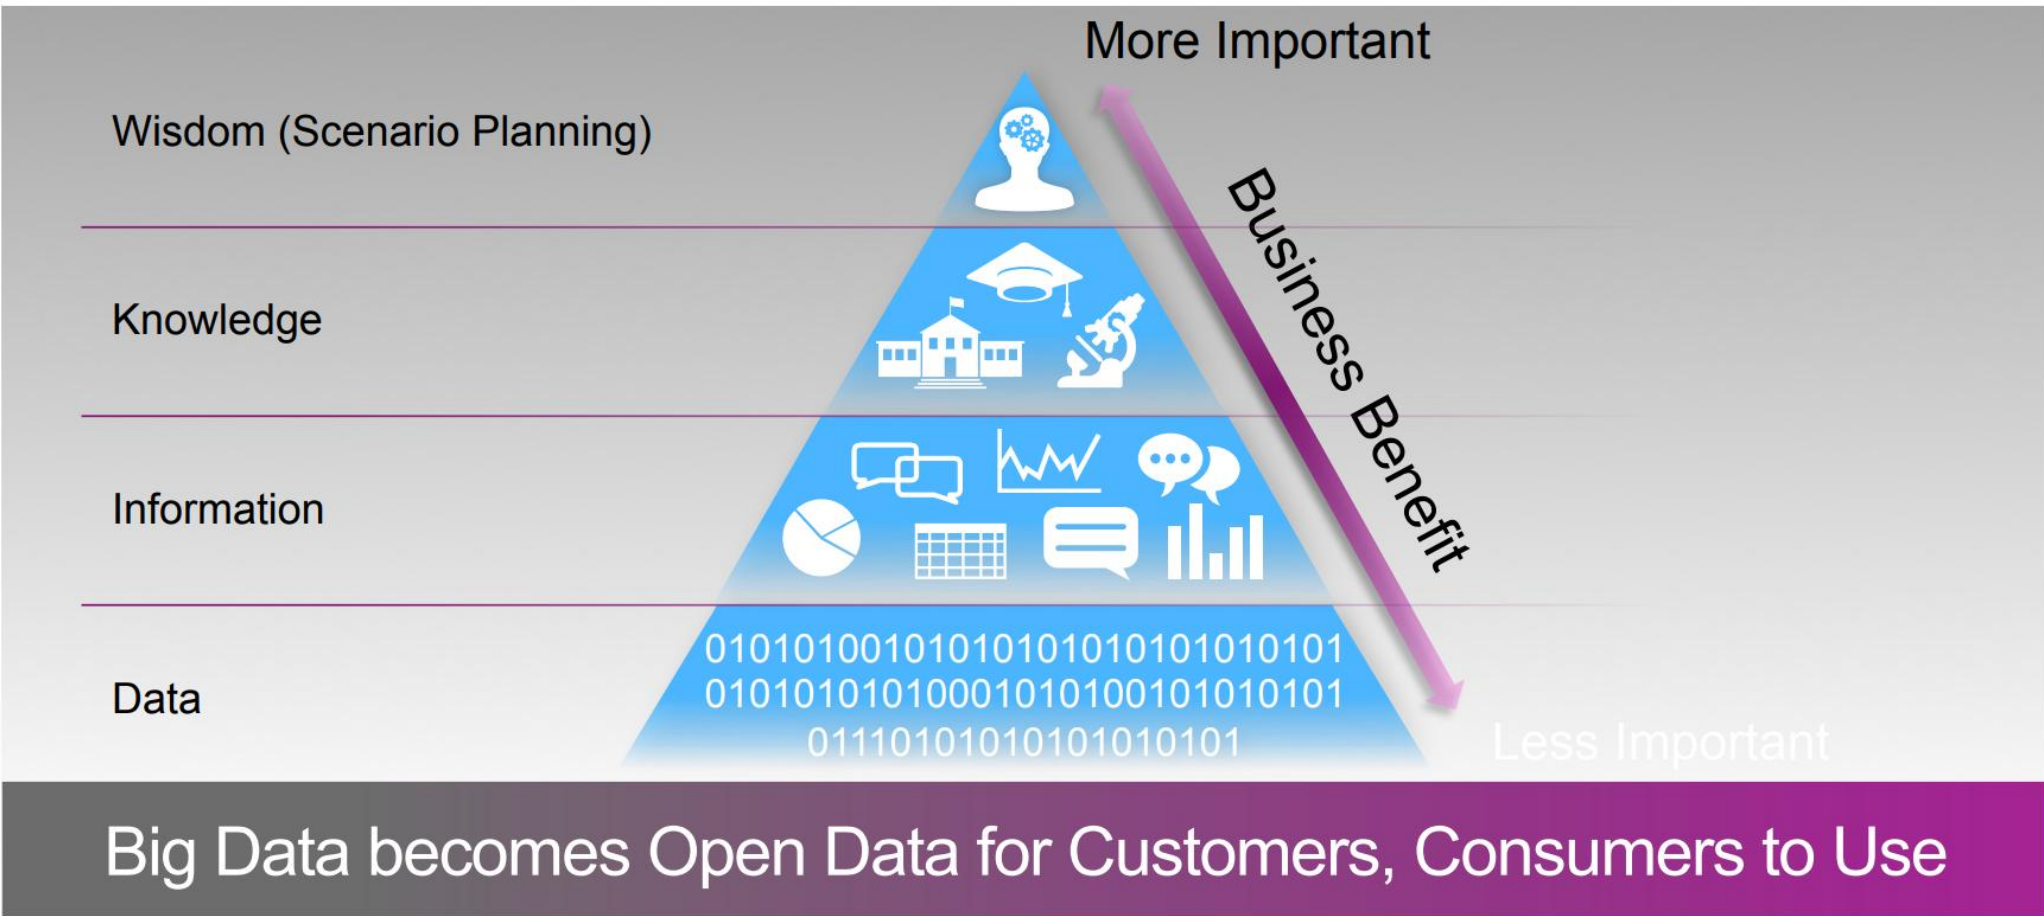 More Important
Wisdom (Scenario Planning)
Business Benefit
Knowledge
Information
0101010010101010101010101010101
0101010101000101010010101010101
011101010101010101010101
Data
Less Important
Big Data becomes Open Data for Customers, Consumers to Use